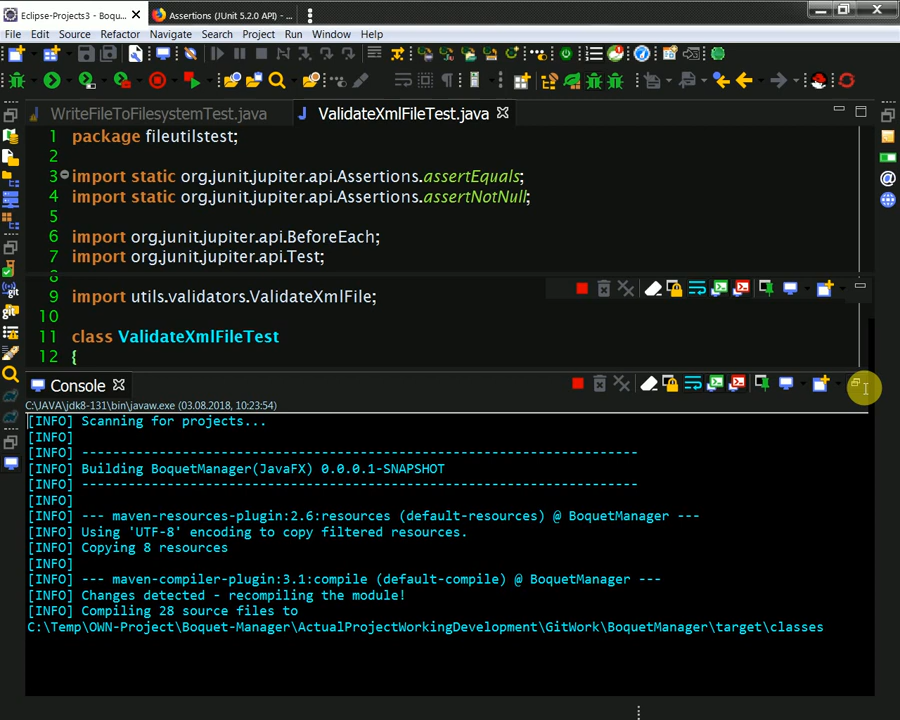 Eclipse-Projects3 - Boquet...
Assertions (JUnit 5.2.0 API) - ...
File Edit Source Refactor Navigate Search Project Run Window Help
WriteFileToFilesystemTest.java
ValidateXmlFileTest.java
1 package fileutilstest;
2
3 import static org.junit.jupiter.api.Assertions.assertEquals;
4 import static org.junit.jupiter.api.Assertions.assertNotNull;
5
6 import org.junit.jupiter.api.BeforeEach;
7 import org.junit.jupiter.api.Test;
8
9 import utils.validators.ValidateXmlFile;
10
11 class ValidateXmlFileTest
12 {
Console
C:\JAVA\jdk8-131\bin\javaw.exe (03.08.2018, 10:23:54)
[INFO] Scanning for projects...
[INFO]
[INFO] ------------------------------------------------------------------------
[INFO] Building BoquetManager(JavaFX) 0.0.0.1-SNAPSHOT
[INFO] ------------------------------------------------------------------------
[INFO]
[INFO] --- maven-resources-plugin:2.6:resources (default-resources) @ BoquetManager ---
[INFO] Using 'UTF-8' encoding to copy filtered resources.
[INFO] Copying 8 resources
[INFO]
[INFO] --- maven-compiler-plugin:3.1:compile (default-compile) @ BoquetManager ---
[INFO] Changes detected - recompiling the module!
[INFO] Compiling 28 source files to
C:\Temp\OWN-Project\Boquet-Manager\ActualProjectWorkingDevelopment\GitWork\BoquetManager\target\classes